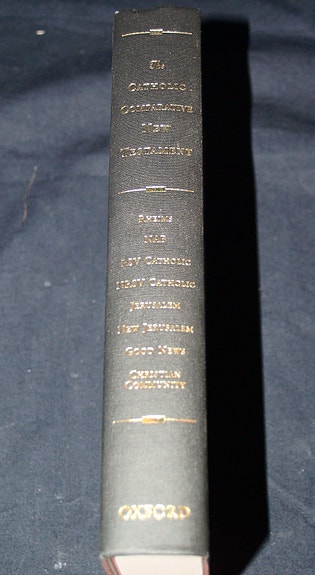 The
CATHOLIC
COMPARATIVE
NEW
TESTAMENT
RHEIMS
NAB
RSV CATHOLIC
NRSV CATHOLIC
JERUSALEM
NEW JERUSALEM
GOOD NEWS
CHRISTIAN
COMMUNITY
OXFORD